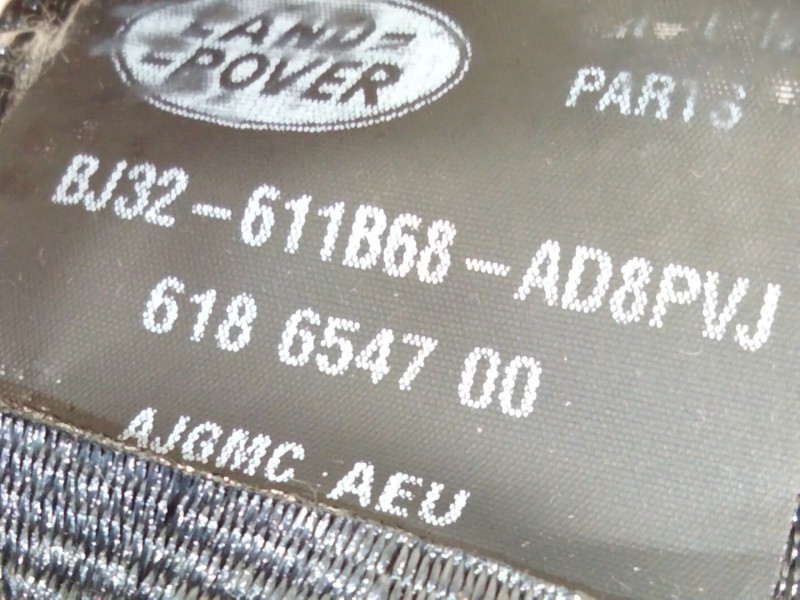 LAND-
-ROVER
PARTS
BJ32-611B68-AD8PVJ
618 6547 00
AJGMC AEU